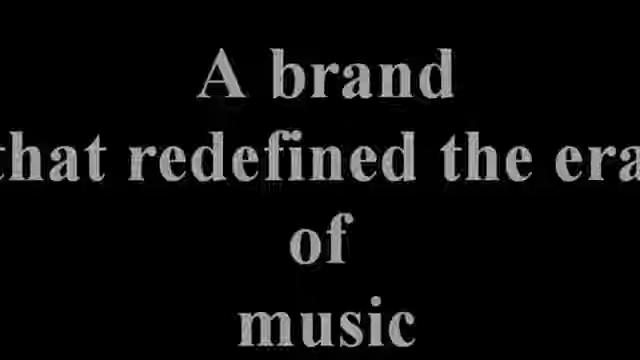 A brand
that redefined the era
of
music